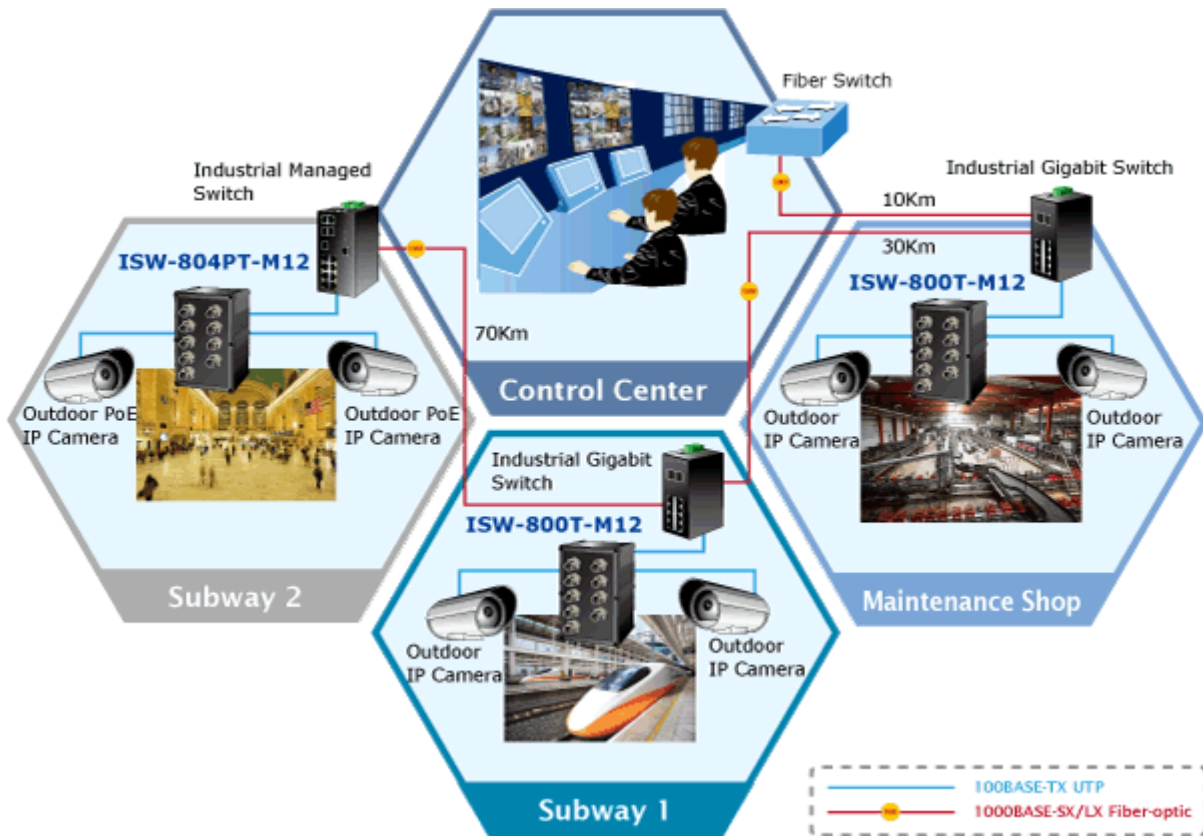 Fiber Switch
Industrial Managed
Switch
Industrial Gigabit Switch
10Km
30Km
ISW-804PT-M12
ISW-800T-M12
70Km
Control Center
Outdoor PoE
IP Camera
Outdoor PoE
IP Camera
Outdoor
IP Camera
Outdoor
IP Camera
Industrial Gigabit
Switch
ISW-800T-M12
Subway 2
Maintenance Shop
Outdoor
IP Camera
Outdoor
IP Camera
Subway 1
100BASE-TX UTP
1000BASE-SX/LX Fiber-optic